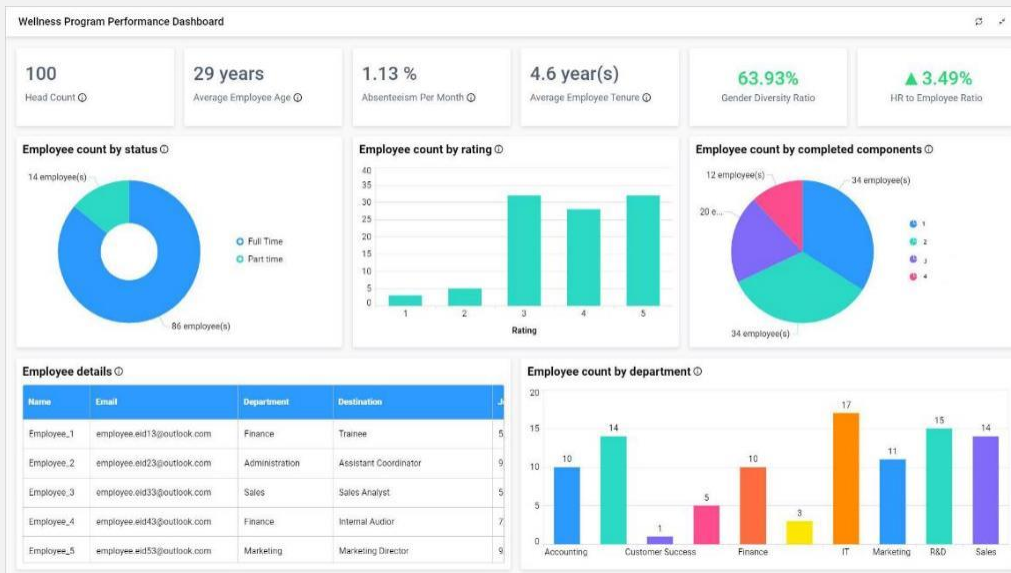 Wellness Program Performance Dashboard
100
Head Count
29 years
Average Employee Age
1.13 %
Absenteeism Per Month
4.6 year(s)
Average Employee Tenure
63.93%
Gender Diversity Ratio
▲3.49%
HR to Employee Ratio
Employee count by status
14 employee(s)
86 employee(s)
Full Time
Part time
Employee count by rating
40
35
30
25
20
15
10
5
0
1 2 3 4 5
Rating
Employee count by completed components
12 employee(s)
34 employee(s)
20 e...
34 employee(s)
1
2
3
4
Employee details
Name Email Department Destination
Employee_1 employee.eid13@outlook.com Finance Trainee 5
Employee_2 employee.eid23@outlook.com Administration Assistant Coordinator 9
Employee_3 employee.eid33@outlook.com Sales Sales Analyst 5
Employee_4 employee.eid43@outlook.com Finance Internal Audior 7
Employee_5 employee.eid53@outlook.com Marketing Marketing Director 9
Employee count by department
20
15
10
5
0
10 14 1 5 10 3 17 11 15 14
Accounting Customer Success Finance IT Marketing R&D Sales